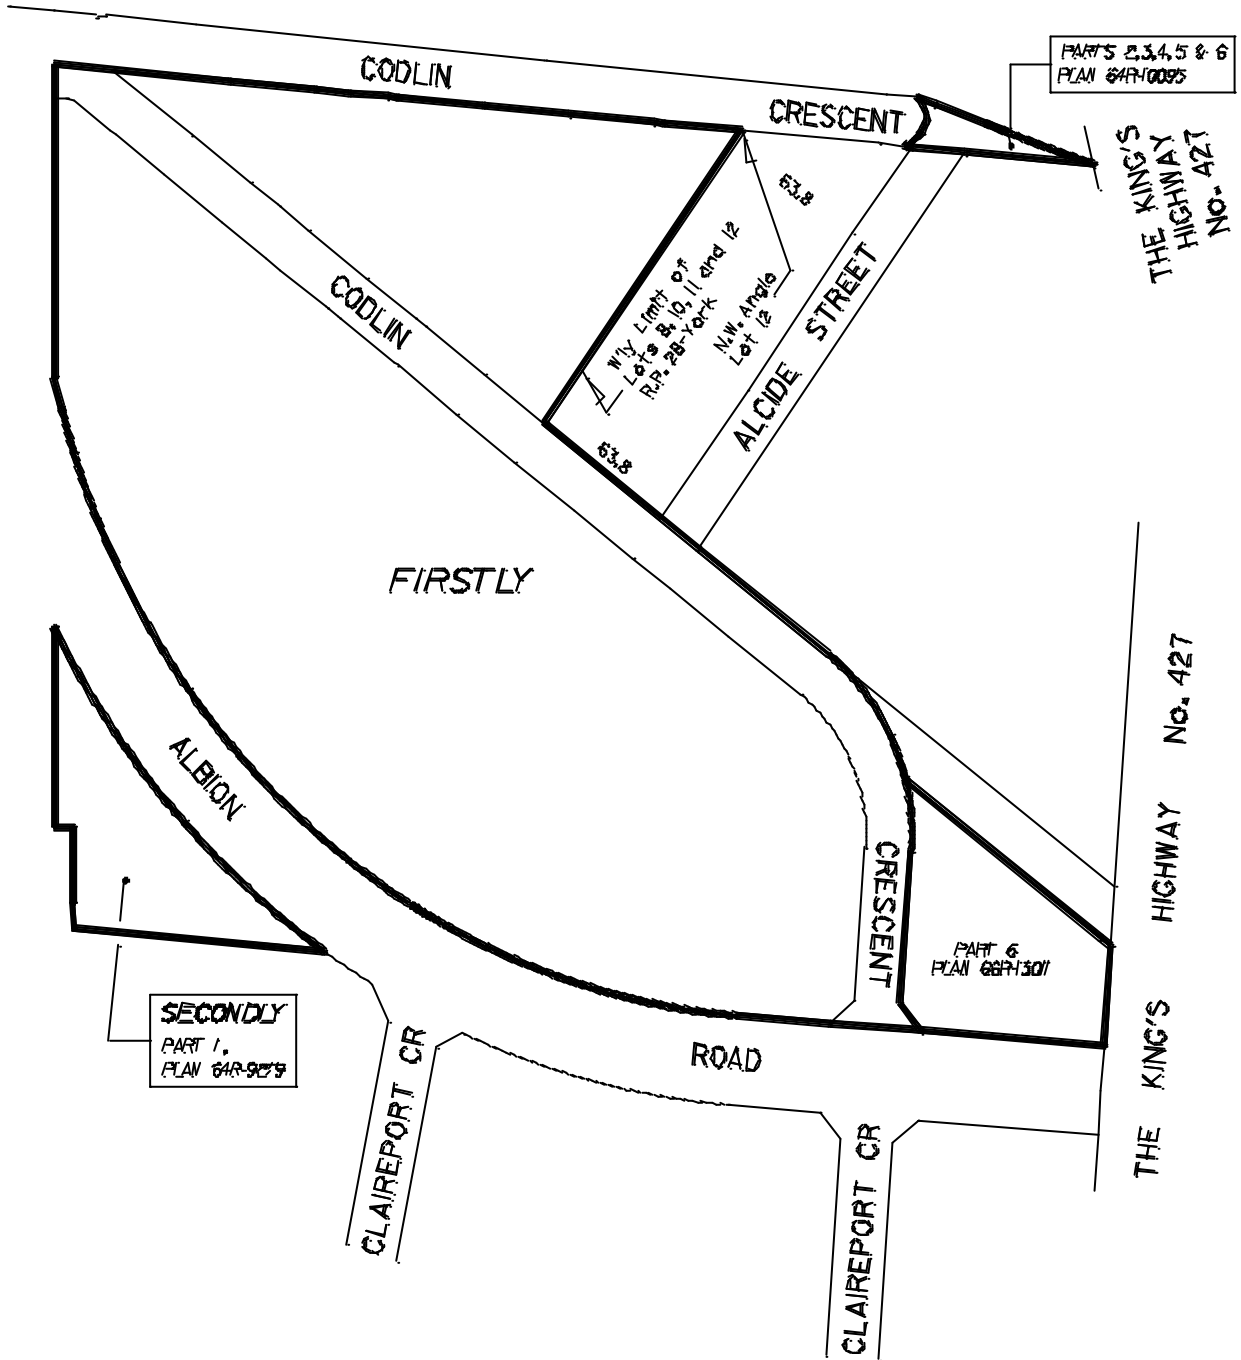 CODLIN
CRESCENT
PARTS 2,3,4,5 & 6
PLAN 64R-10095
THE KING'S
HIGHWAY
NO. 427
63.8
CODLIN
W'ly Limit of
Lots 8, 10, 11 and 12
R.P. 28-York
N.W. Angle
Lot 12
ALCIDE STREET
63.8
FIRSTLY
ALBION
CRESCENT
PART 6
PLAN
SECONDLY
PART 1,
PLAN
ROAD
CLAIREPORT CR
CLAIREPORT CR
THE KING'S HIGHWAY No. 427